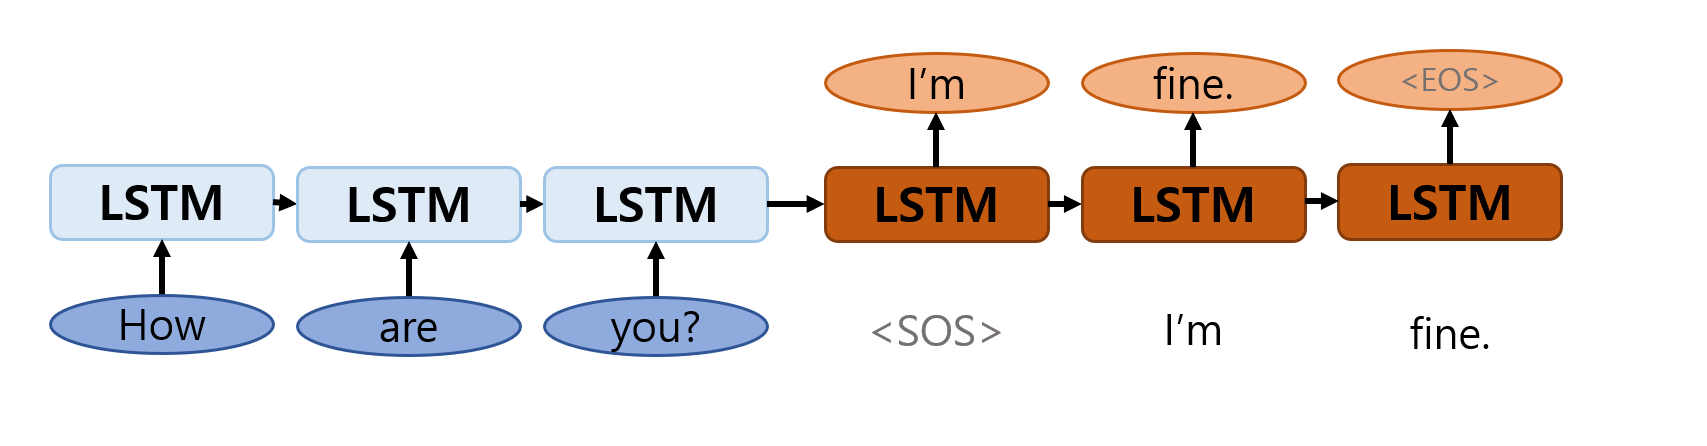 I'm fine. <EOS>
LSTM LSTM LSTM LSTM LSTM LSTM
How are you? <SOS> I'm fine.